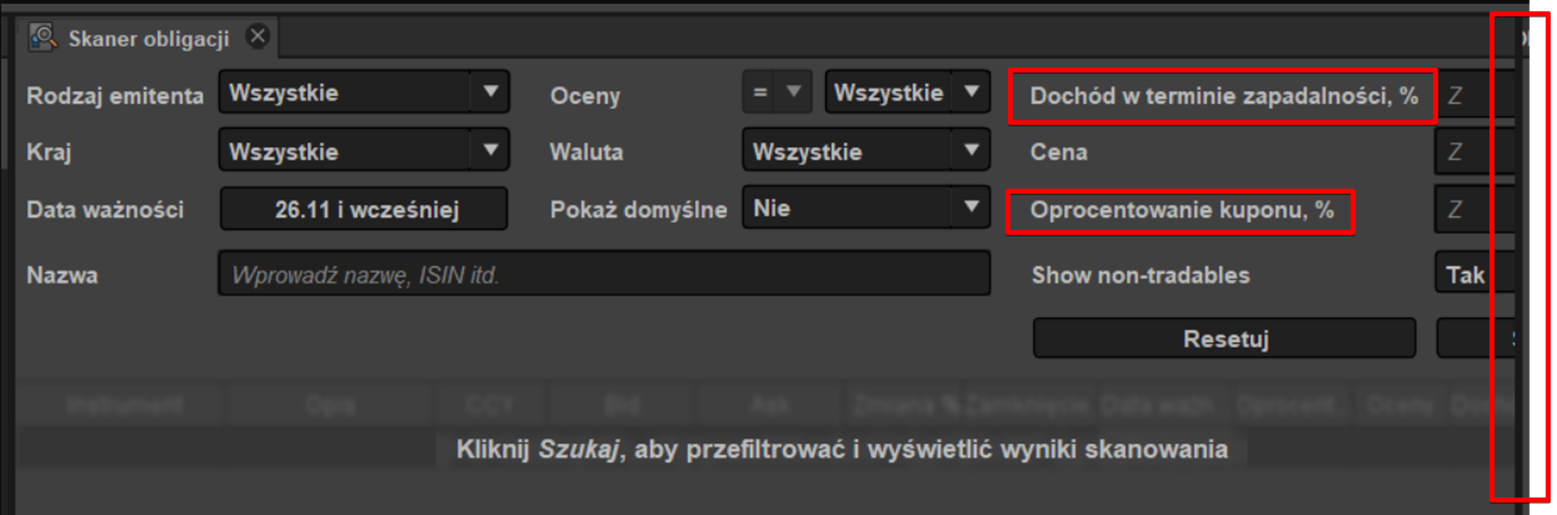 Skaner obligacji
Rodzaj emitenta Wszystkie Oceny = Wszystkie Dochód w terminie zapadalności, % Z
Kraj Wszystkie Waluta Wszystkie Cena Z
Data ważności 26.11 i wcześniej Pokaż domyślne Nie Oprocentowanie kuponu, % Z
Nazwa Wprowadź nazwę, ISIN itd. Show non-tradables Tak
Resetuj
Instrument Opis CCY Bid Ask Zmiana % Zamknięcie Data ważn... Oprocent... Oceny
Kliknij Szukaj, aby przefiltrować i wyświetlić wyniki skanowania